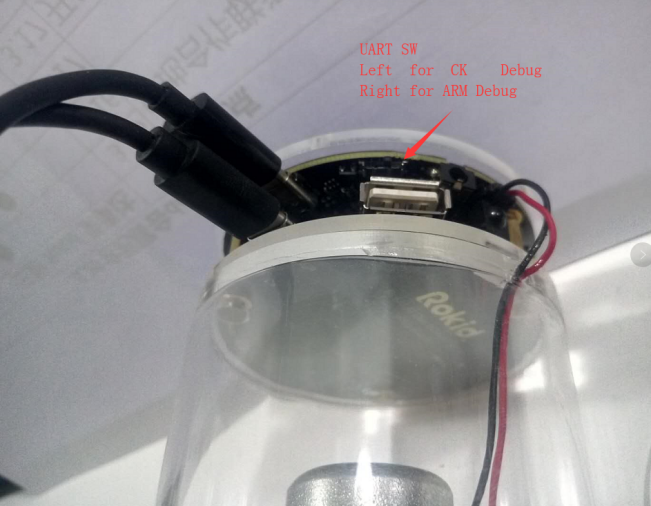 UART SW
Left for CK Debug
Right for ARM Debug
Rokid